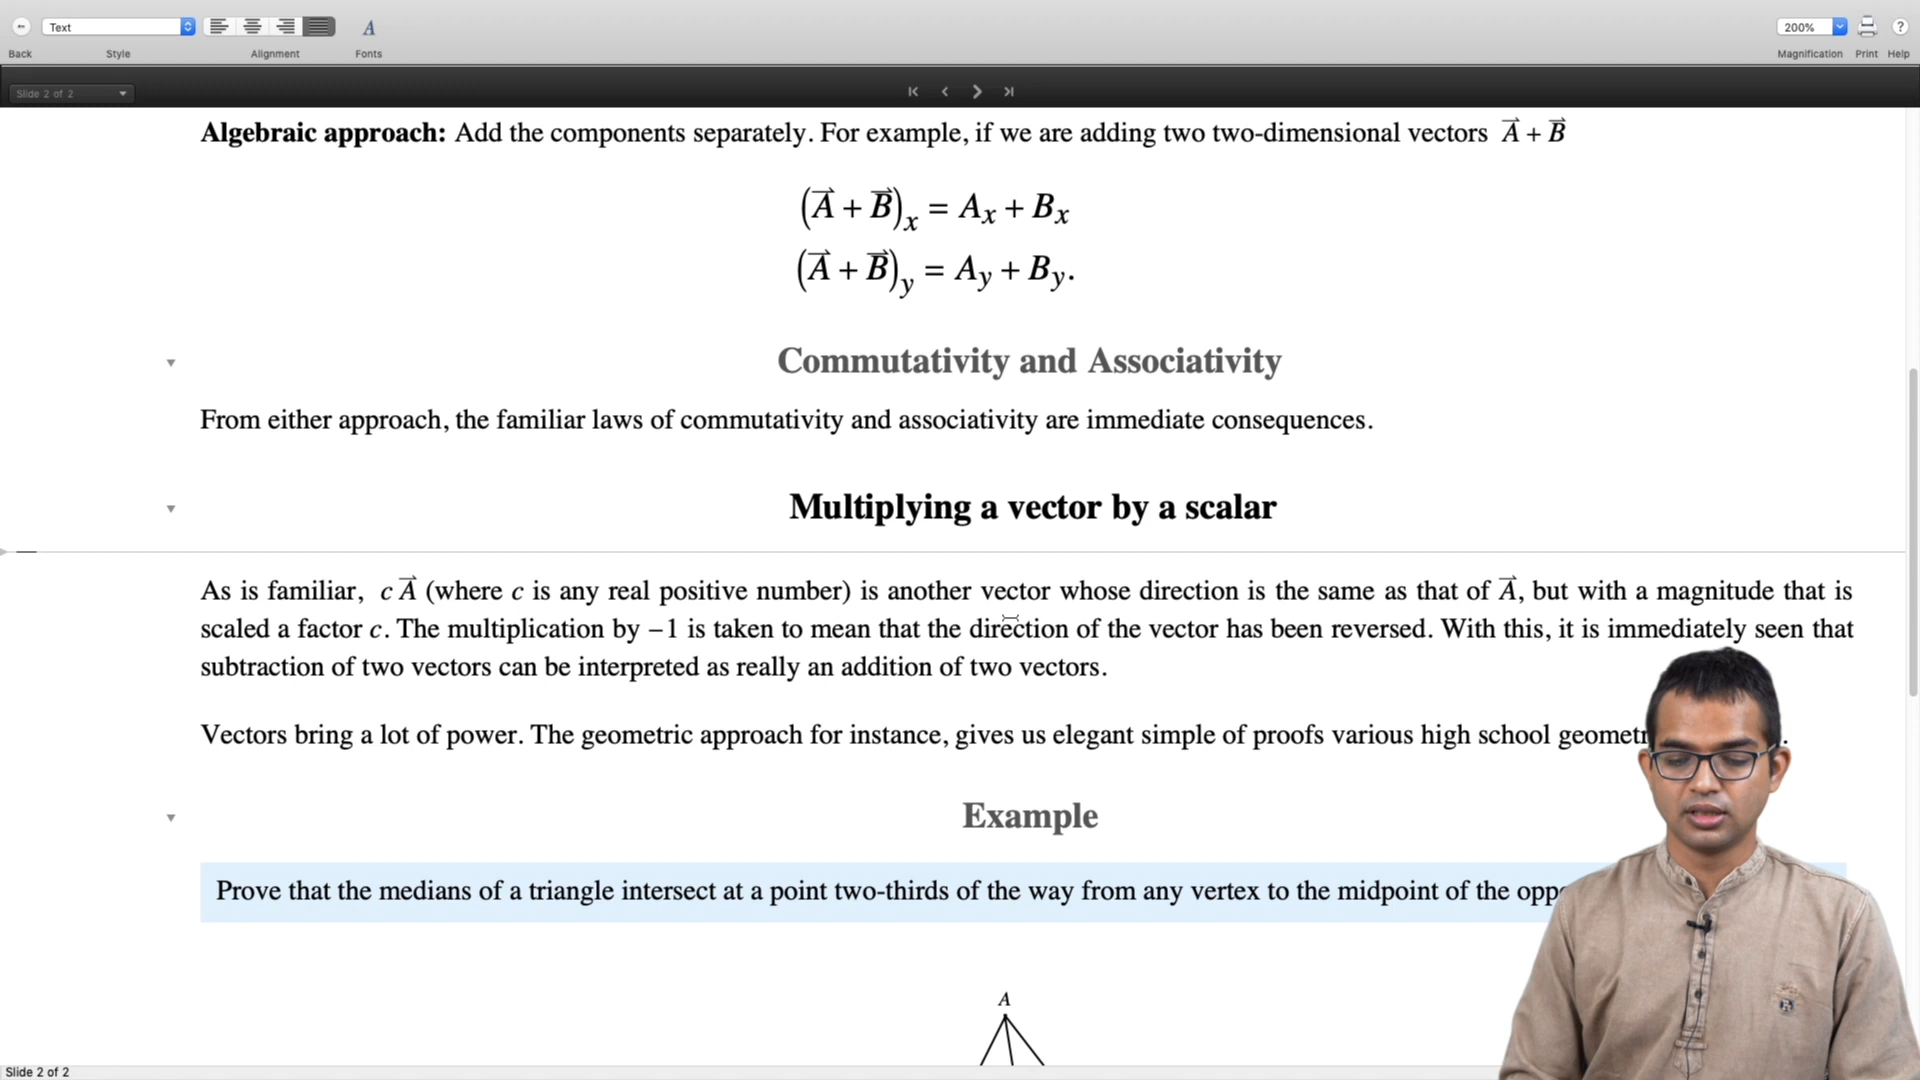 Text
200%
Back
Style
Alignment
Fonts
Magnification
Print
Help
Slide 2 of 2
Algebraic approach: Add the components separately. For example, if we are adding two two-dimensional vectors A⃗ + B⃗
(A⃗ + B⃗)ₓ = Aₓ + Bₓ
(A⃗ + B⃗)_y = A_y + B_y.
Commutativity and Associativity
From either approach, the familiar laws of commutativity and associativity are immediate consequences.
Multiplying a vector by a scalar
As is familiar, c A⃗ (where c is any real positive number) is another vector whose direction is the same as that of A⃗, but with a magnitude that is
scaled a factor c. The multiplication by −1 is taken to mean that the direction of the vector has been reversed. With this, it is immediately seen that
subtraction of two vectors can be interpreted as really an addition of two vectors.
Vectors bring a lot of power. The geometric approach for instance, gives us elegant simple of proofs various high school
Example
Prove that the medians of a triangle intersect at a point two-thirds of the way from any vertex to the midpoint of the
A
Slide 2 of 2